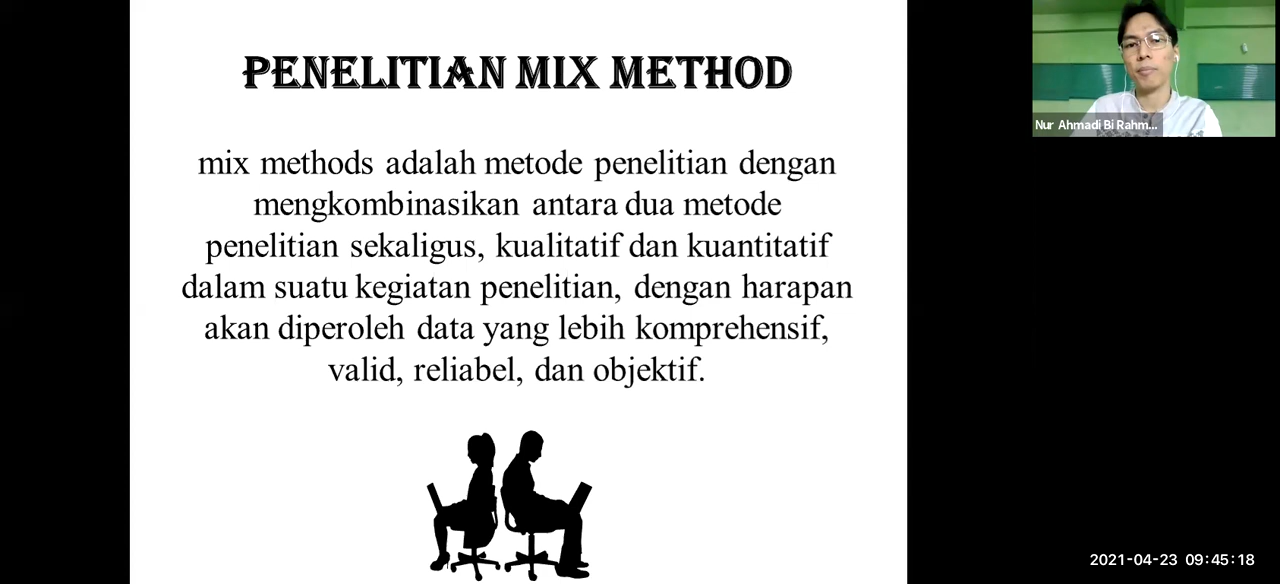 PENELITIAN MIX METHOD
mix methods adalah metode penelitian dengan
mengkombinasikan antara dua metode
penelitian sekaligus, kualitatif dan kuantitatif
dalam suatu kegiatan penelitian, dengan harapan
akan diperoleh data yang lebih komprehensif,
valid, reliabel, dan objektif.
Nur Ahmadi Bi Rahm...
2021-04-23 09:45:18